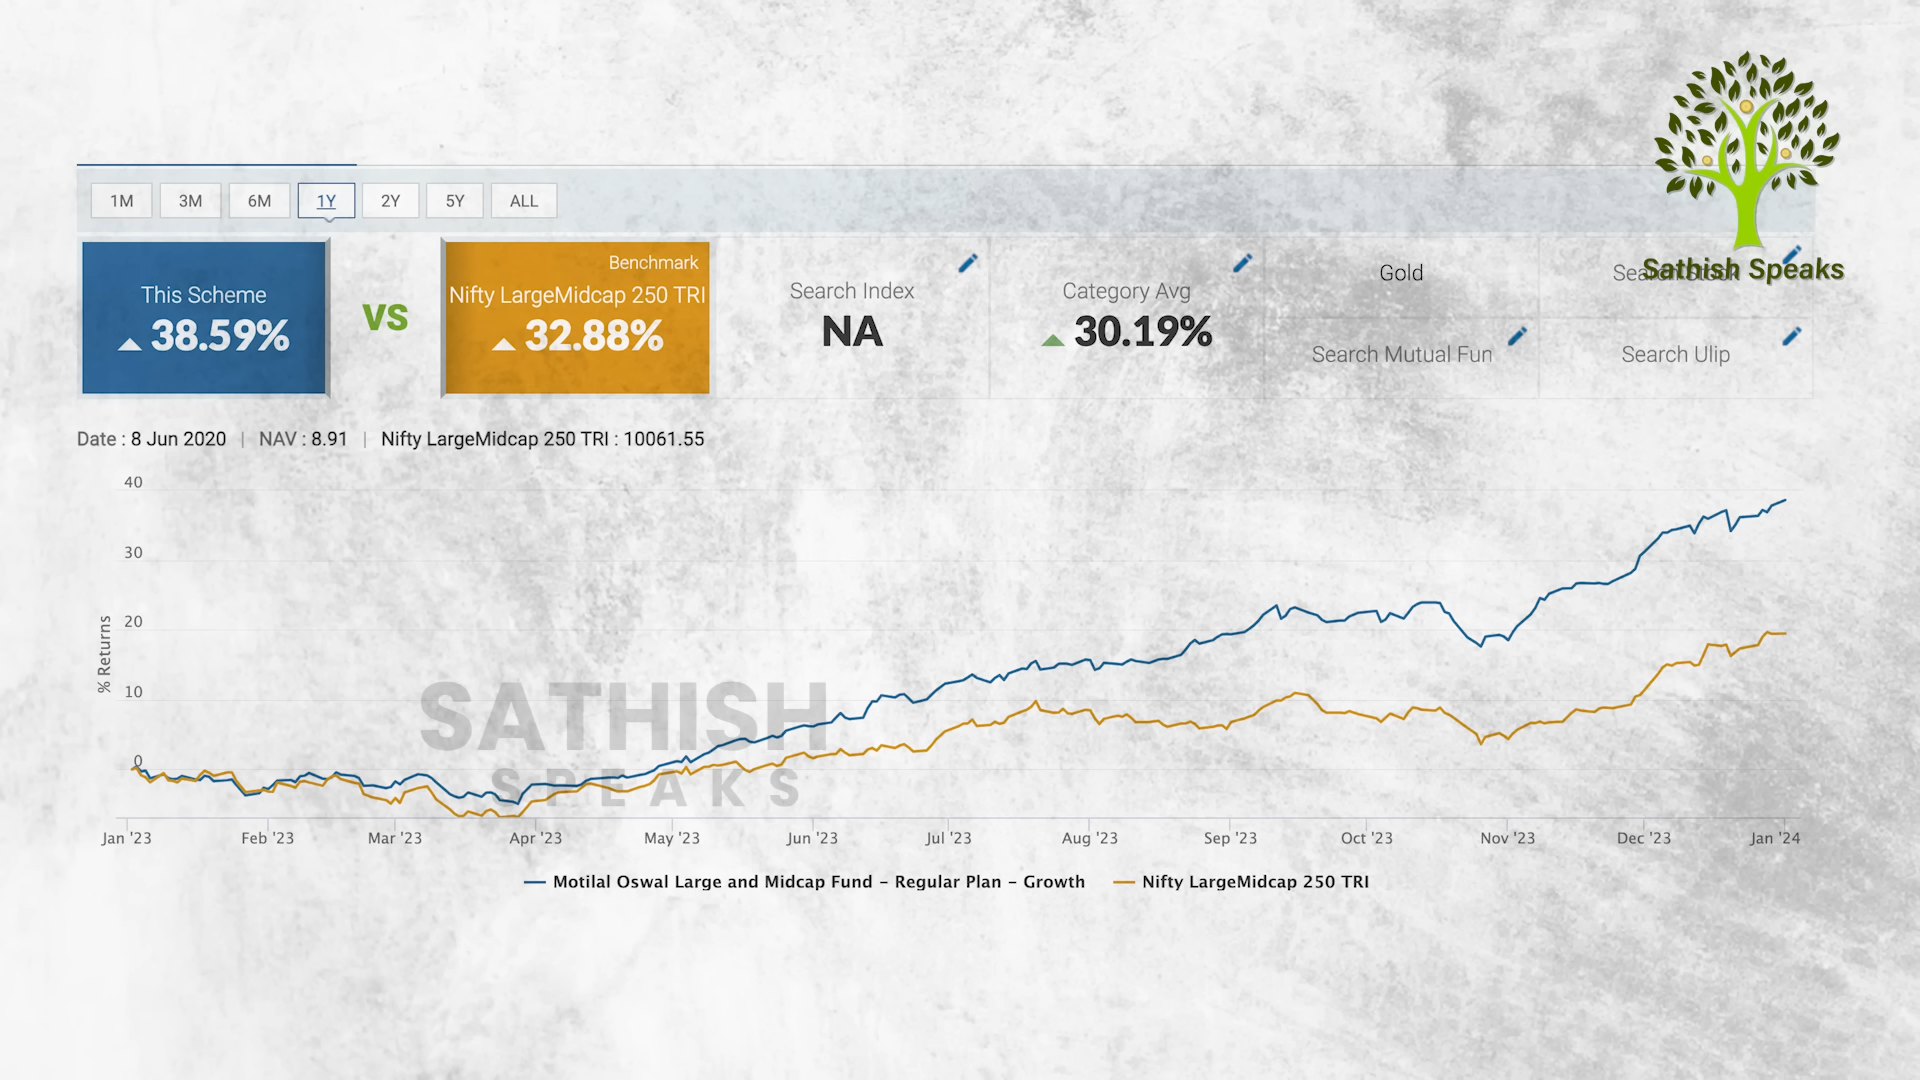 1M 3M 6M 1Y 2Y 5Y ALL
This Scheme
38.59%
VS
Benchmark
Nifty LargeMidcap 250 TRI
32.88%
Search Index
NA
Category Avg
30.19%
Gold
Search Stock
Search Mutual Fun
Search Ulip
Sathish Speaks
Date : 8 Jun 2020 | NAV : 8.91 | Nifty LargeMidcap 250 TRI : 10061.55
40
30
20
10
0
% Returns
SATHISH
SPEAKS
Jan '23 Feb '23 Mar '23 Apr '23 May '23 Jun '23 Jul '23 Aug '23 Sep '23 Oct '23 Nov '23 Dec '23 Jan '24
Motilal Oswal Large and Midcap Fund – Regular Plan – Growth Nifty LargeMidcap 250 TRI